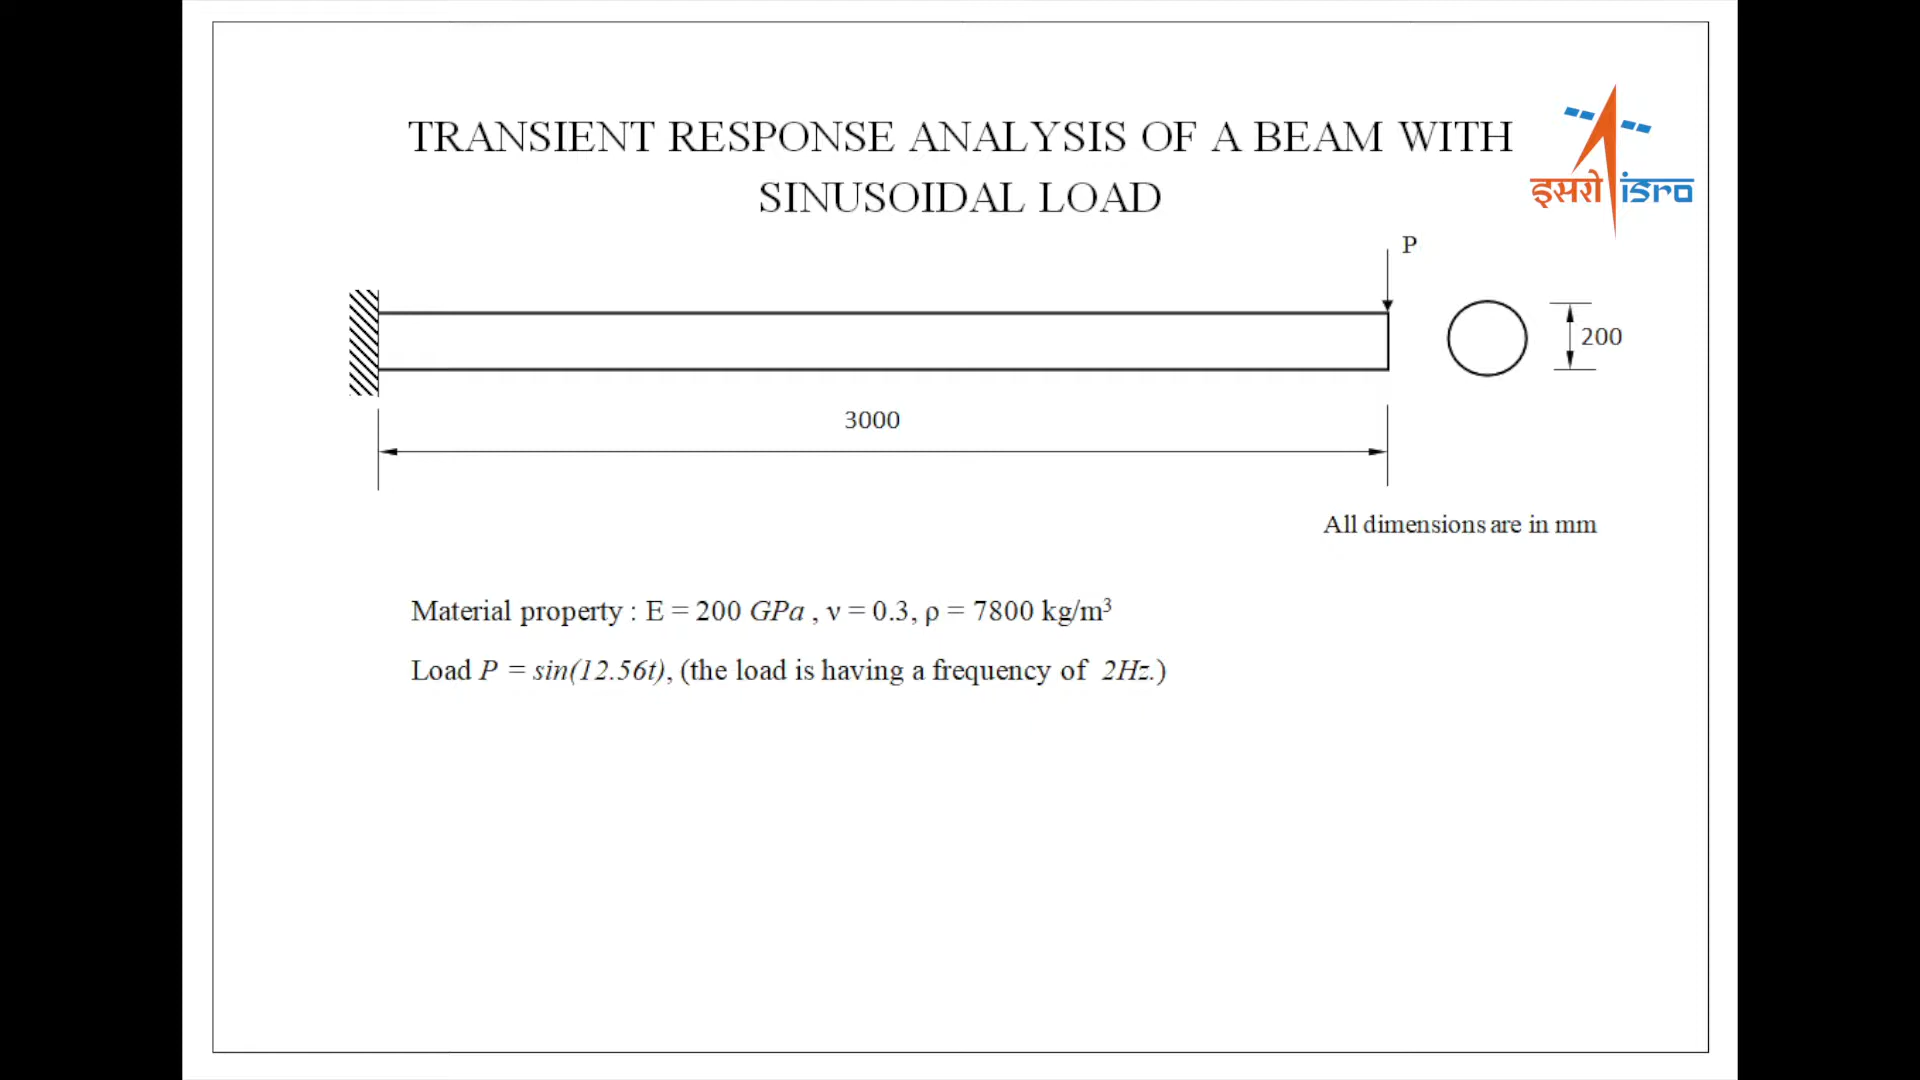 TRANSIENT RESPONSE ANALYSIS OF A BEAM WITH
SINUSOIDAL LOAD
इसरो isro
P
200
3000
All dimensions are in mm
Material property : E = 200 GPa , ν = 0.3, ρ = 7800 kg/m³
Load P = sin(12.56t), (the load is having a frequency of 2Hz.)